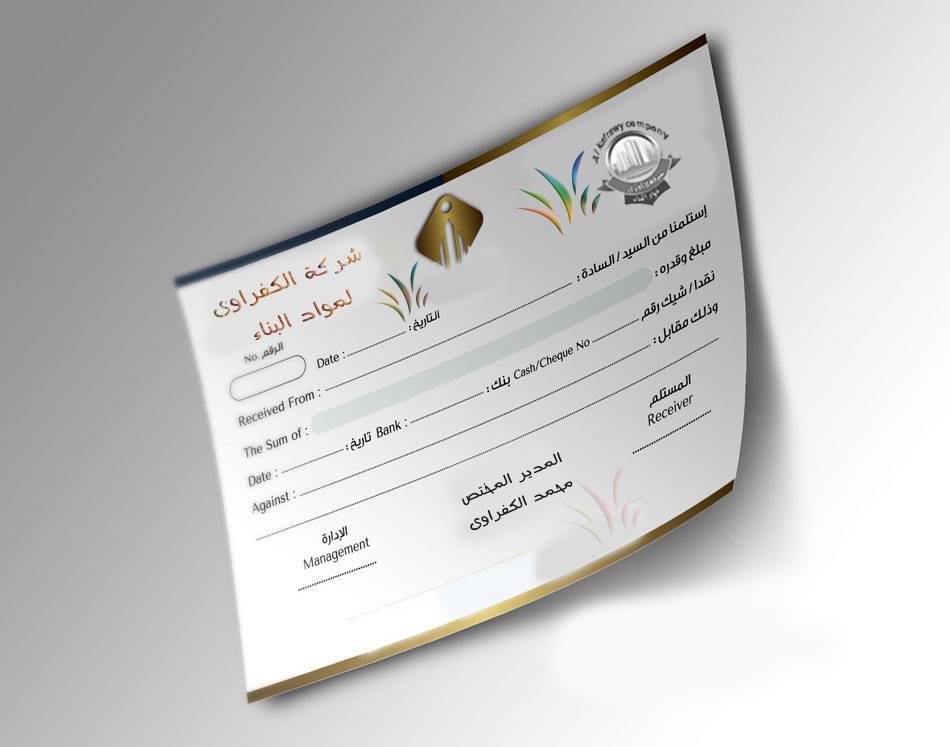 Al kafrawy company
شركة الكفراوى
لمواد البناء
No. الرقم
Date : التاريخ :
Received From : إستلمنا من السيد / السادة :
The Sum of : مبلغ وقدره :
Date : تاريخ : Bank : بنك : Cash/Cheque No نقدا / شيك رقم
Against : وذلك مقابل :
المستلم
Receiver
المدير المختص
محمد الكفراوى
الإدارة
Management